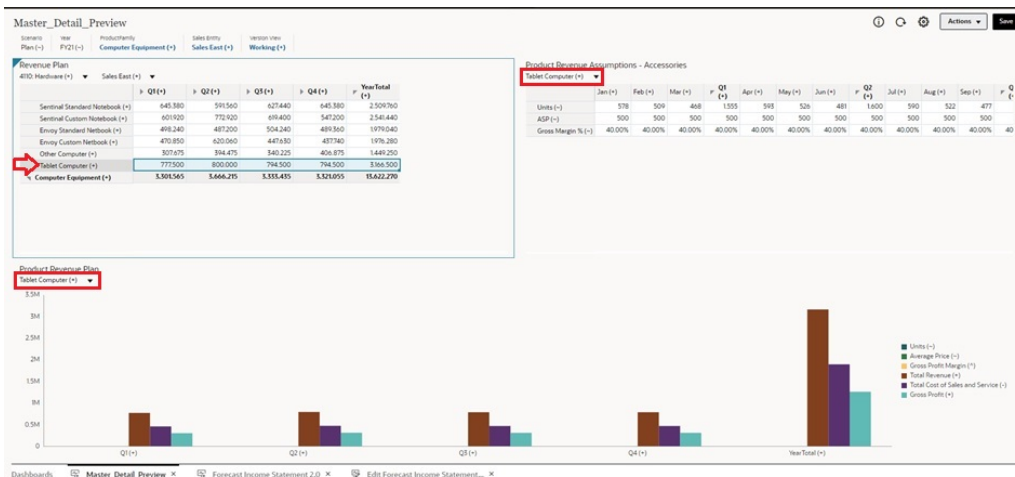 Master_Detail_Preview
Actions
Save
Scenario Year ProductFamily Sales Entity Version View
Plan (~) FY21 (~) Computer Equipment (+) Sales East (+) Working (+)
Revenue Plan
4110: Hardware (+) Sales East (+)
Q1 (+) Q2 (+) Q3 (+) Q4 (+) YearTotal (+)
Sentinal Standard Notebook (+) 645.380 591.560 627.440 645.380 2.509.760
Sentinal Custom Notebook (+) 601.920 772.920 619.400 547.200 2.541.440
Envoy Standard Netbook (+) 498.240 487.200 504.240 489.360 1.979.040
Envoy Custom Netbook (+) 470.850 620.060 447.630 437.740 1.976.280
Other Computer (+) 307.675 394.475 340.225 406.875 1.449.250
Tablet Computer (+) 777.500 800.000 794.500 794.500 3.166.500
Computer Equipment (+) 3.301.565 3.666.215 3.333.435 3.321.055 13.622.270
Product Revenue Assumptions - Accessories
Tablet Computer (+)
Jan (+) Feb (+) Mar (+) Q1 (+) Apr (+) May (+) Jun (+) Q2 (+) Jul (+) Aug (+) Sep (+)
Units (~) 578 509 468 1.555 593 526 481 1.600 590 522 477
ASP (~) 500 500 500 500 500 500 500 500 500 500 500
Gross Margin % (~) 40.00% 40.00% 40.00% 40.00% 40.00% 40.00% 40.00% 40.00% 40.00% 40.00% 40.00% 40
Product Revenue Plan
Tablet Computer (+)
3.5M
3M
2.5M
2M
1.5M
1M
0.5M
0
Q1 (+) Q2 (+) Q3 (+) Q4 (+) YearTotal (+)
Units (~)
Average Price (~)
Gross Profit Margin (^)
Total Revenue (+)
Total Cost of Sales and Service (-)
Gross Profit (+)
Dashboards Master_Detail_Preview × Forecast Income Statement 2.0 × Edit Forecast Income Statement... ×